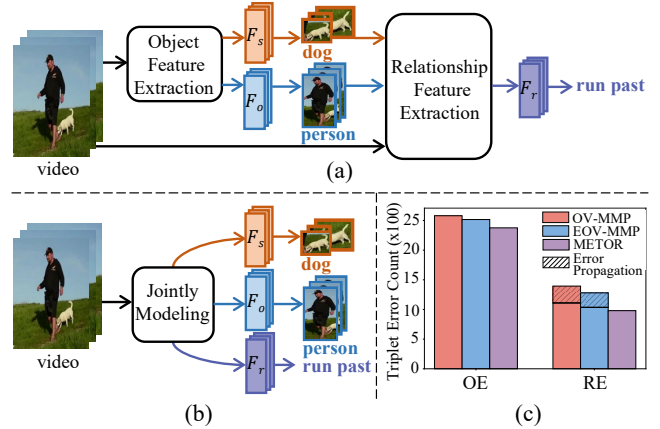 Object
Feature
Extraction
F_s
dog
F_o
person
Relationship
Feature
Extraction
F_r
run past
video
(a)
Jointly
Modeling
F_s
dog
F_o
person
F_r
run past
video
(b)
Triplet Error Count (x100)
25
20
15
10
5
0
OV-MMP
EOV-MMP
METOR
Error
Propagation
OE
RE
(c)